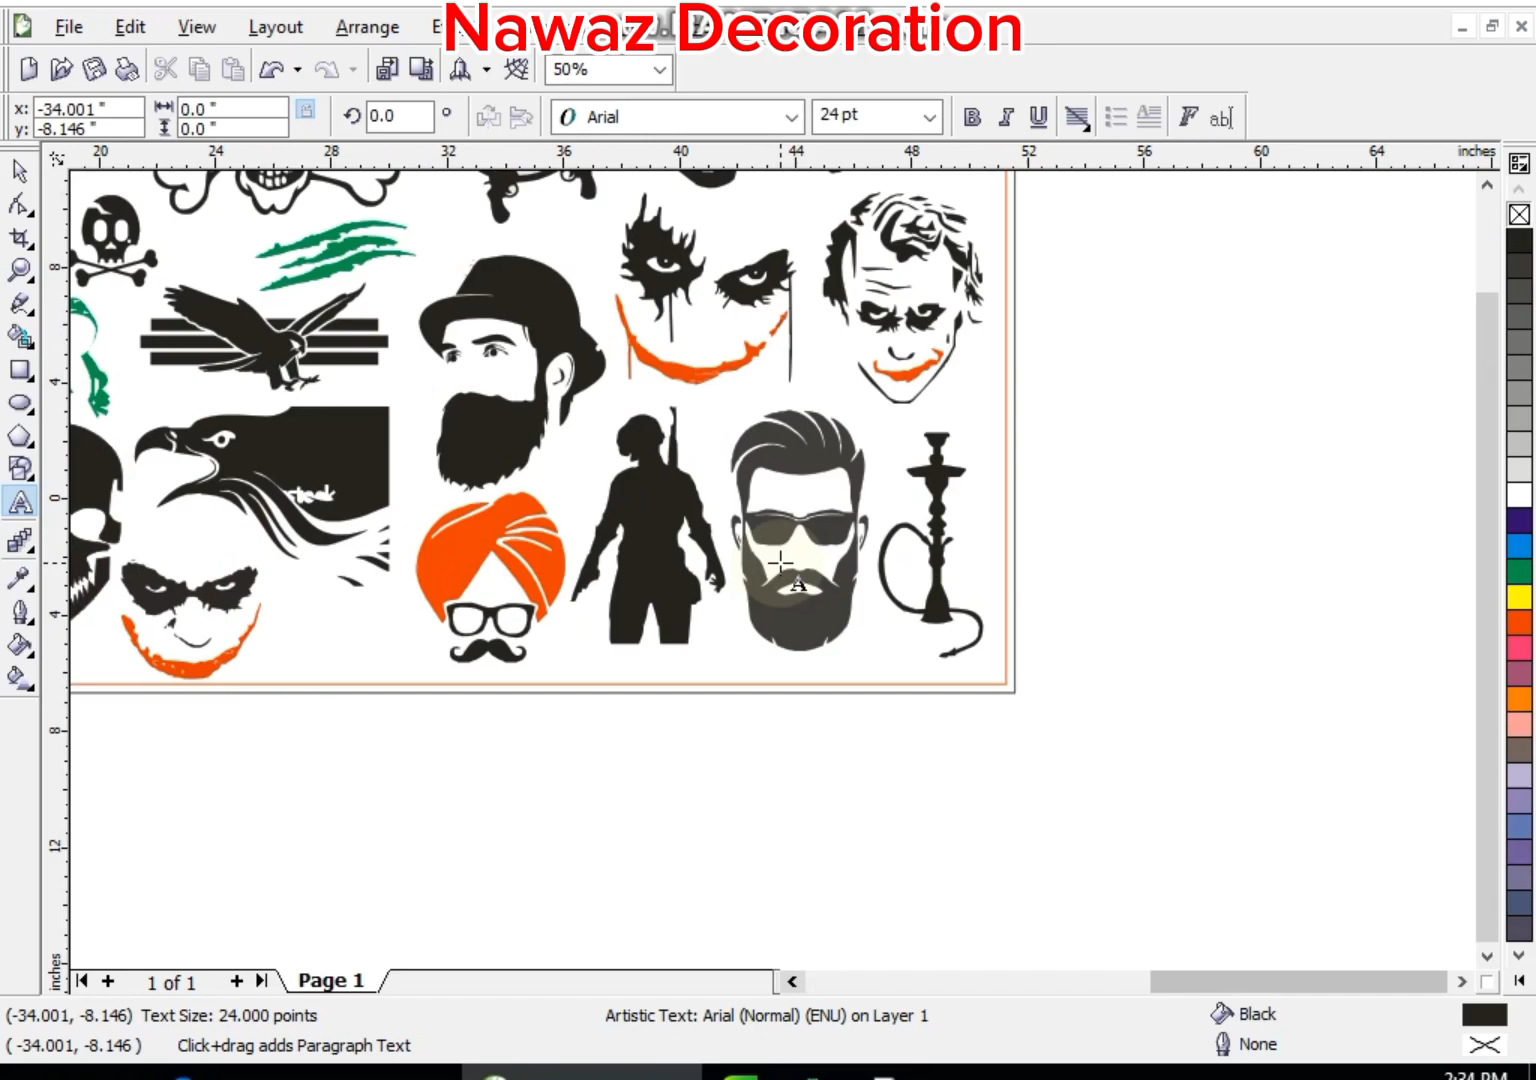 Nawaz Decoration
File Edit View Layout Arrange
50%
x: -34.001 " 0.0 " 0.0 ° Arial 24 pt B I U F ab
y: -8.146 " 0.0 "
20 24 28 32 36 40 44 48 52 56 60 64 inches
8
4
0
4
8
12
inches
A
1 of 1 Page 1
(-34.001, -8.146) Text Size: 24.000 points Artistic Text: Arial (Normal) (ENU) on Layer 1 Black
( -34.001, -8.146 ) Click+drag adds Paragraph Text None
2:34 PM